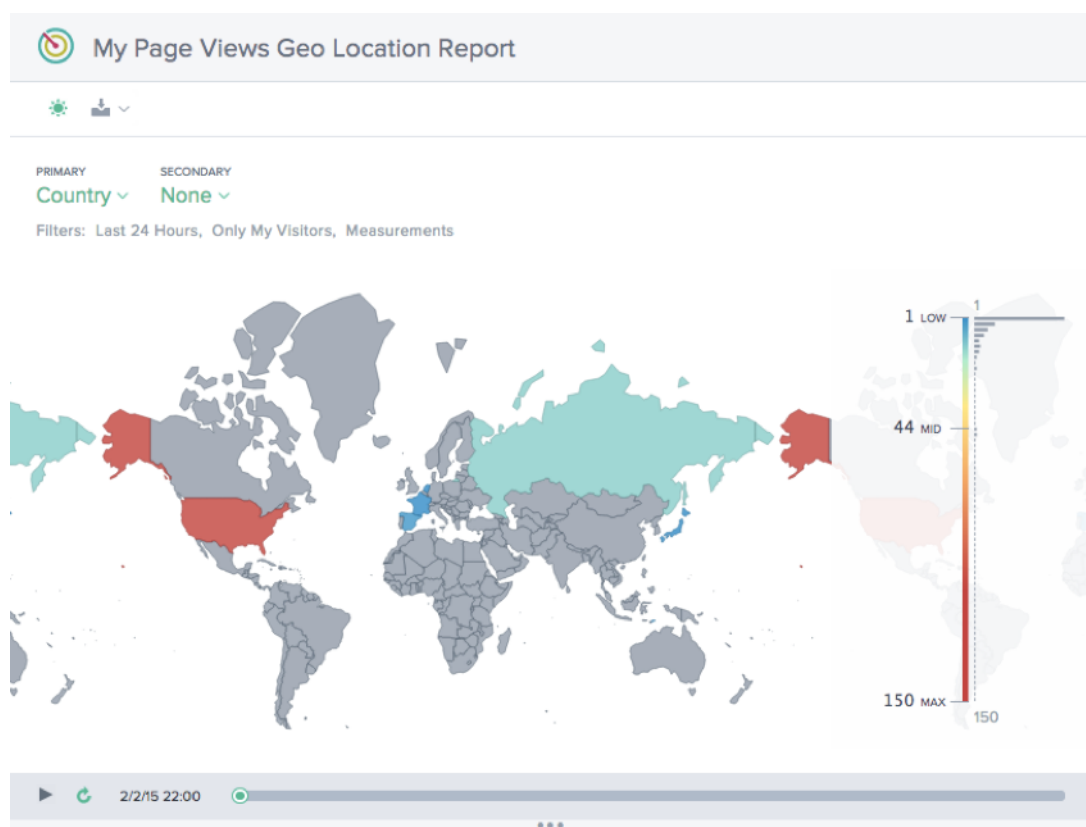 My Page Views Geo Location Report
PRIMARY SECONDARY
Country None
Filters: Last 24 Hours, Only My Visitors, Measurements
1
1 LOW
44 MID
150 MAX
150
2/2/15 22:00